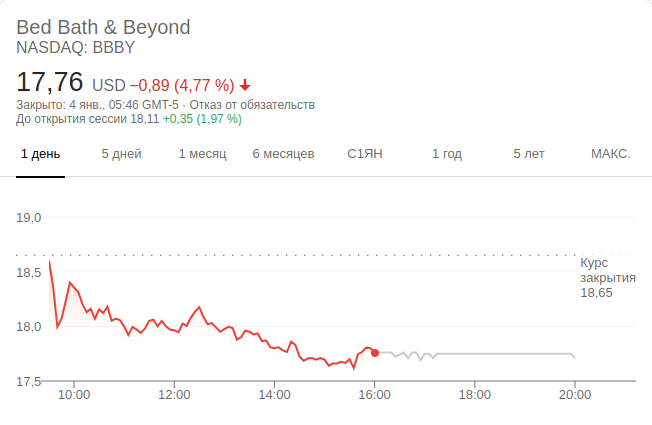 Bed Bath & Beyond
NASDAQ: BBBY
17,76 USD −0,89 (4,77 %)
Закрыто: 4 янв., 05:46 GMT-5 · Отказ от обязательств
До открытия сессии 18,11 +0,35 (1,97 %)
1 день 5 дней 1 месяц 6 месяцев С1ЯН 1 год 5 лет МАКС.
19,0
Курс
закрытия
18,65
18,5
18,0
17,5
10:00 12:00 14:00 16:00 18:00 20:00